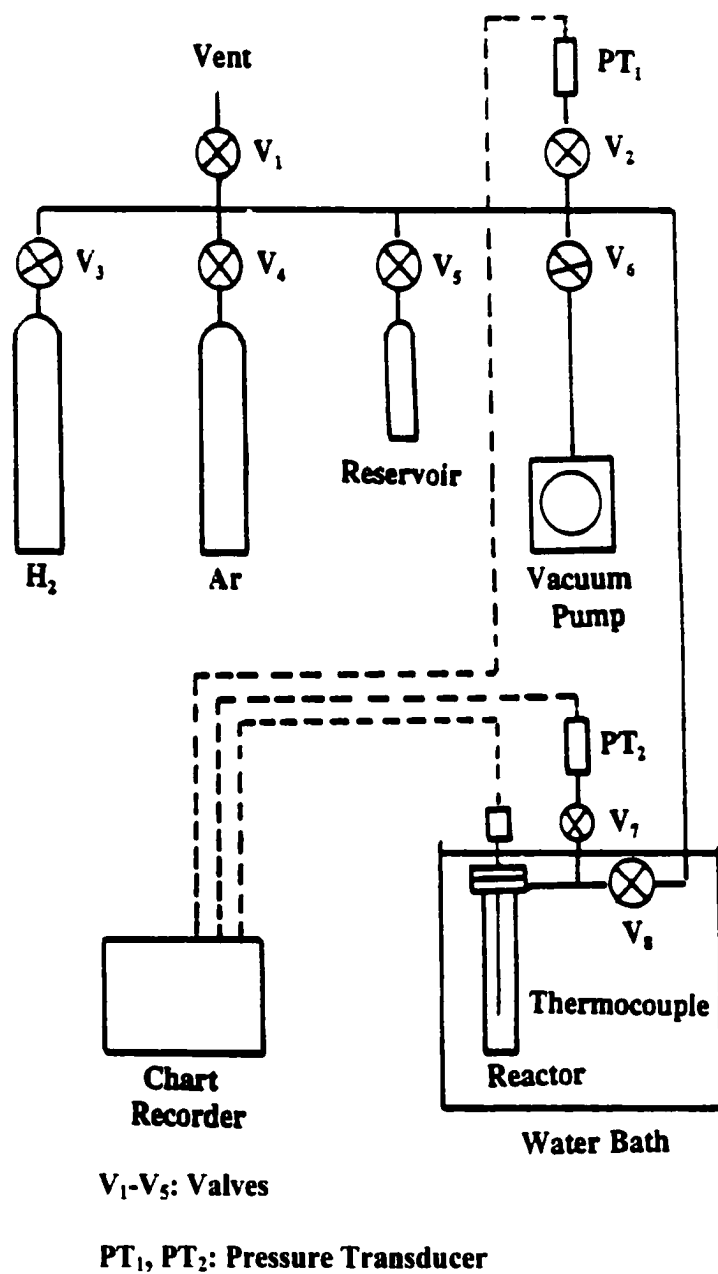 Vent
PT₁
V₁
V₂
V₃
V₄
V₅
V₆
Reservoir
H₂
Ar
Vacuum
Pump
PT₂
V₇
V₈
Thermocouple
Reactor
Chart
Recorder
Water Bath
V₁-V₅: Valves
PT₁, PT₂: Pressure Transducer